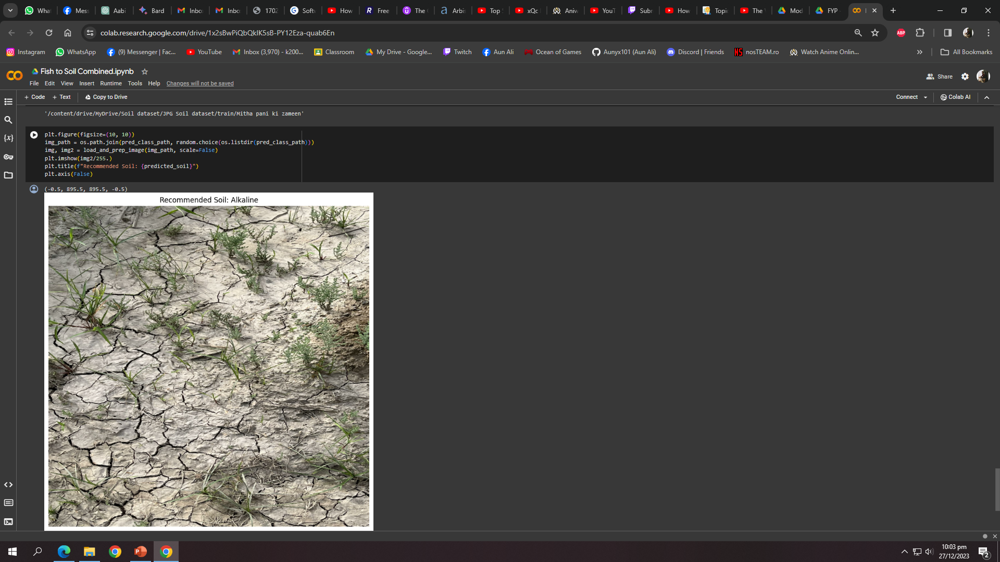 Wha
Mess
Aabi
Bard
Inbo
Inbo
1702
Softv
How
Free
The
Arbi
Top
xQc
Aniw
YouT
Subr
How
Topic
The
Mod
FYP
colab.research.google.com/drive/1x2sBwPiQbQkIK5sB-PY12Eza-quab6En
ABP
Instagram
WhatsApp
(9) Messenger | Fac...
YouTube
Inbox (3,970) - k200...
Classroom
My Drive - Google...
Twitch
Aun Ali
Ocean of Games
Aunyx101 (Aun Ali)
Discord | Friends
NS nosTEAM.ro
Watch Anime Onlin...
All Bookmarks
Fish to Soil Combined.ipynb
File Edit View Insert Runtime Tools Help Changes will not be saved
Share
+ Code + Text Copy to Drive
Connect
Colab AI
'/content/drive/MyDrive/Soil dataset/JPG Soil dataset/train/Mitha pani ki zameen'
plt.figure(figsize=(10, 10))
img_path = os.path.join(pred_class_path, random.choice(os.listdir(pred_class_path)))
img, img2 = load_and_prep_image(img_path, scale=False)
plt.imshow(img2/255.)
plt.title(f"Recommended Soil: {predicted_soil}")
plt.axis(False)
(-0.5, 895.5, 895.5, -0.5)
Recommended Soil: Alkaline
10:03 pm
27/12/2023
2